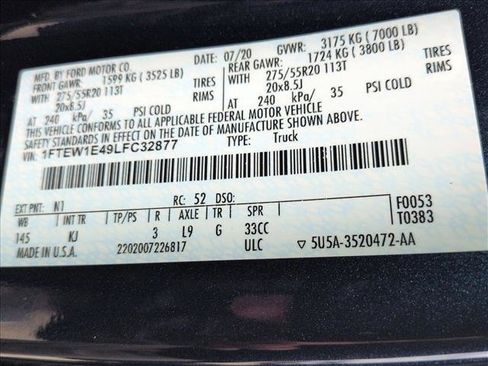 MFD. BY FORD MOTOR CO. 07/20 GVWR: 3175 KG ( 7000 LB)
FRONT GAWR: 1599 KG ( 3525 LB) REAR GAWR: 1724 KG ( 3800 LB)
WITH 275/55R20 113T TIRES WITH 275/55R20 113T TIRES
20x8.5J RIMS 20x8.5J RIMS
AT 240 kPa/ 35 PSI COLD AT 240 kPa/ 35 PSI COLD
THIS VEHICLE CONFORMS TO ALL APPLICABLE FEDERAL MOTOR VEHICLE
SAFETY STANDARDS IN EFFECT ON THE DATE OF MANUFACTURE SHOWN ABOVE.
1FTEW1E49LFC32877 TYPE: Truck
EXT PNT: N1 RC: 52 DSO: F0053
WB INT TR TP/PS R AXLE TR SPR T0383
145 KJ 3 L9 G 33CC
MADE IN U.S.A. 2202007226817 ULC ▽ 5U5A-3520472-AA